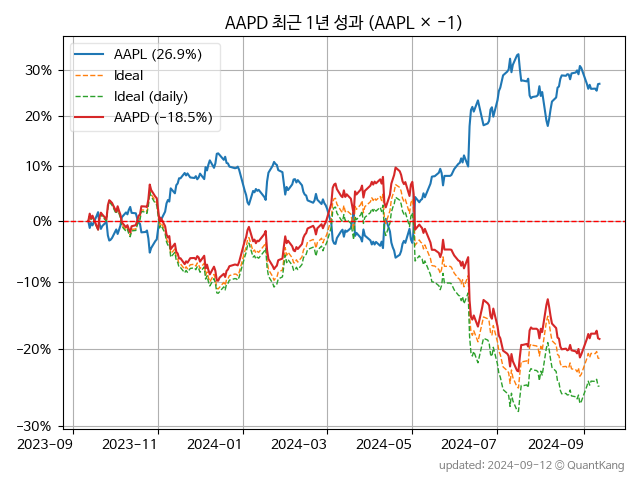 AAPD 최근 1년 성과 (AAPL × −1)
AAPL (26.9%)
Ideal
Ideal (daily)
AAPD (−18.5%)
30%
20%
10%
0%
−10%
−20%
−30%
2023-09
2023-11
2024-01
2024-03
2024-05
2024-07
2024-09
updated: 2024-09-12 © QuantKang